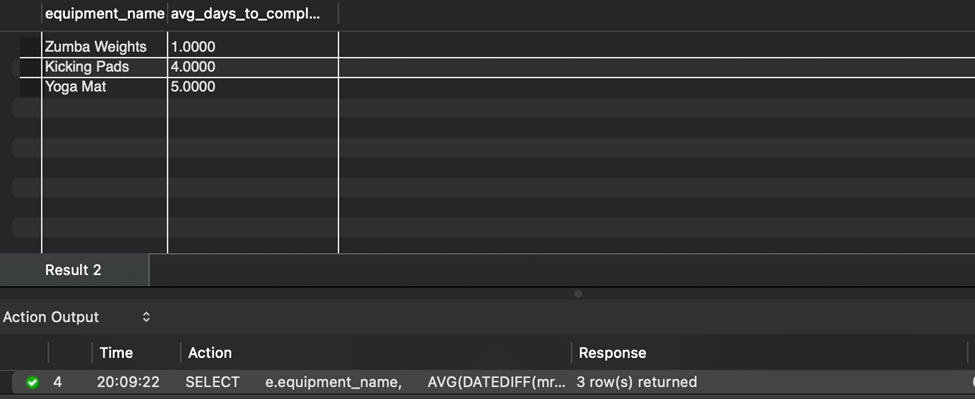 equipment_name avg_days_to_compl...
Zumba Weights 1.0000
Kicking Pads 4.0000
Yoga Mat 5.0000
Result 2
Action Output
Time Action Response
4 20:09:22 SELECT e.equipment_name, AVG(DATEDIFF(mr... 3 row(s) returned